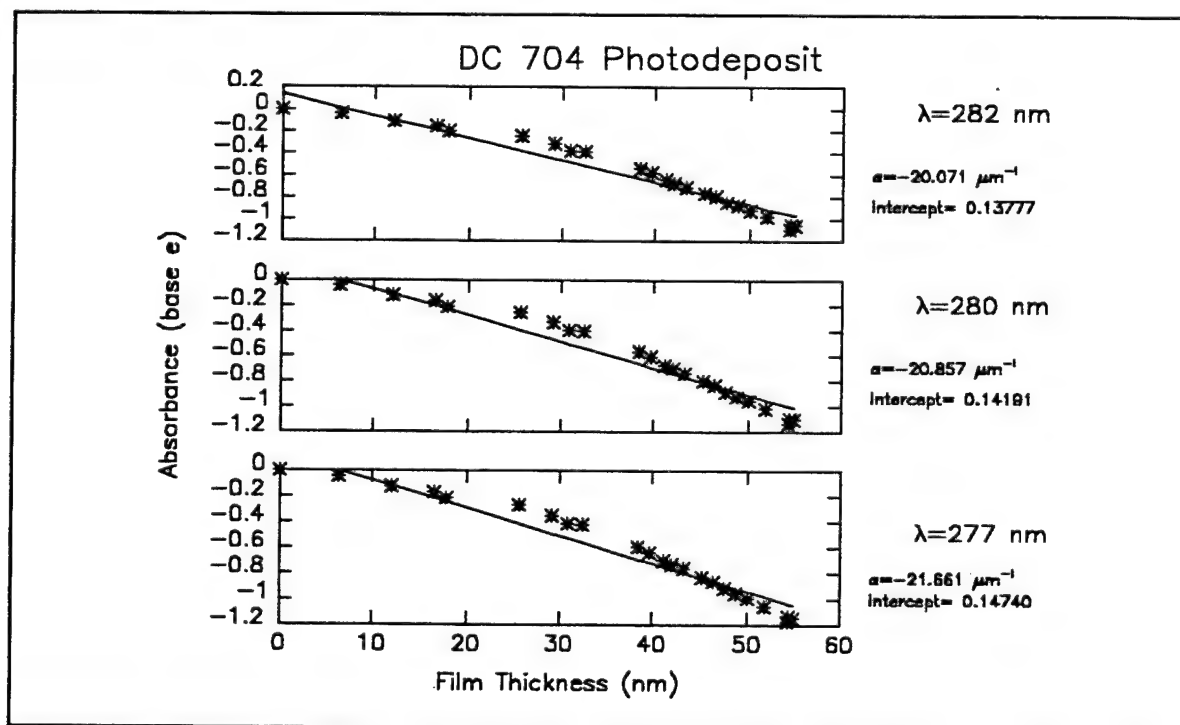 DC 704 Photodeposit
Absorbance (base e)
0.2
0
−0.2
−0.4
−0.6
−0.8
−1
−1.2
λ=282 nm
α=−20.071 μm⁻¹
Intercept= 0.13777
0
−0.2
−0.4
−0.6
−0.8
−1
−1.2
λ=280 nm
α=−20.857 μm⁻¹
Intercept= 0.14191
0
−0.2
−0.4
−0.6
−0.8
−1
−1.2
λ=277 nm
α=−21.661 μm⁻¹
Intercept= 0.14740
0 10 20 30 40 50 60
Film Thickness (nm)